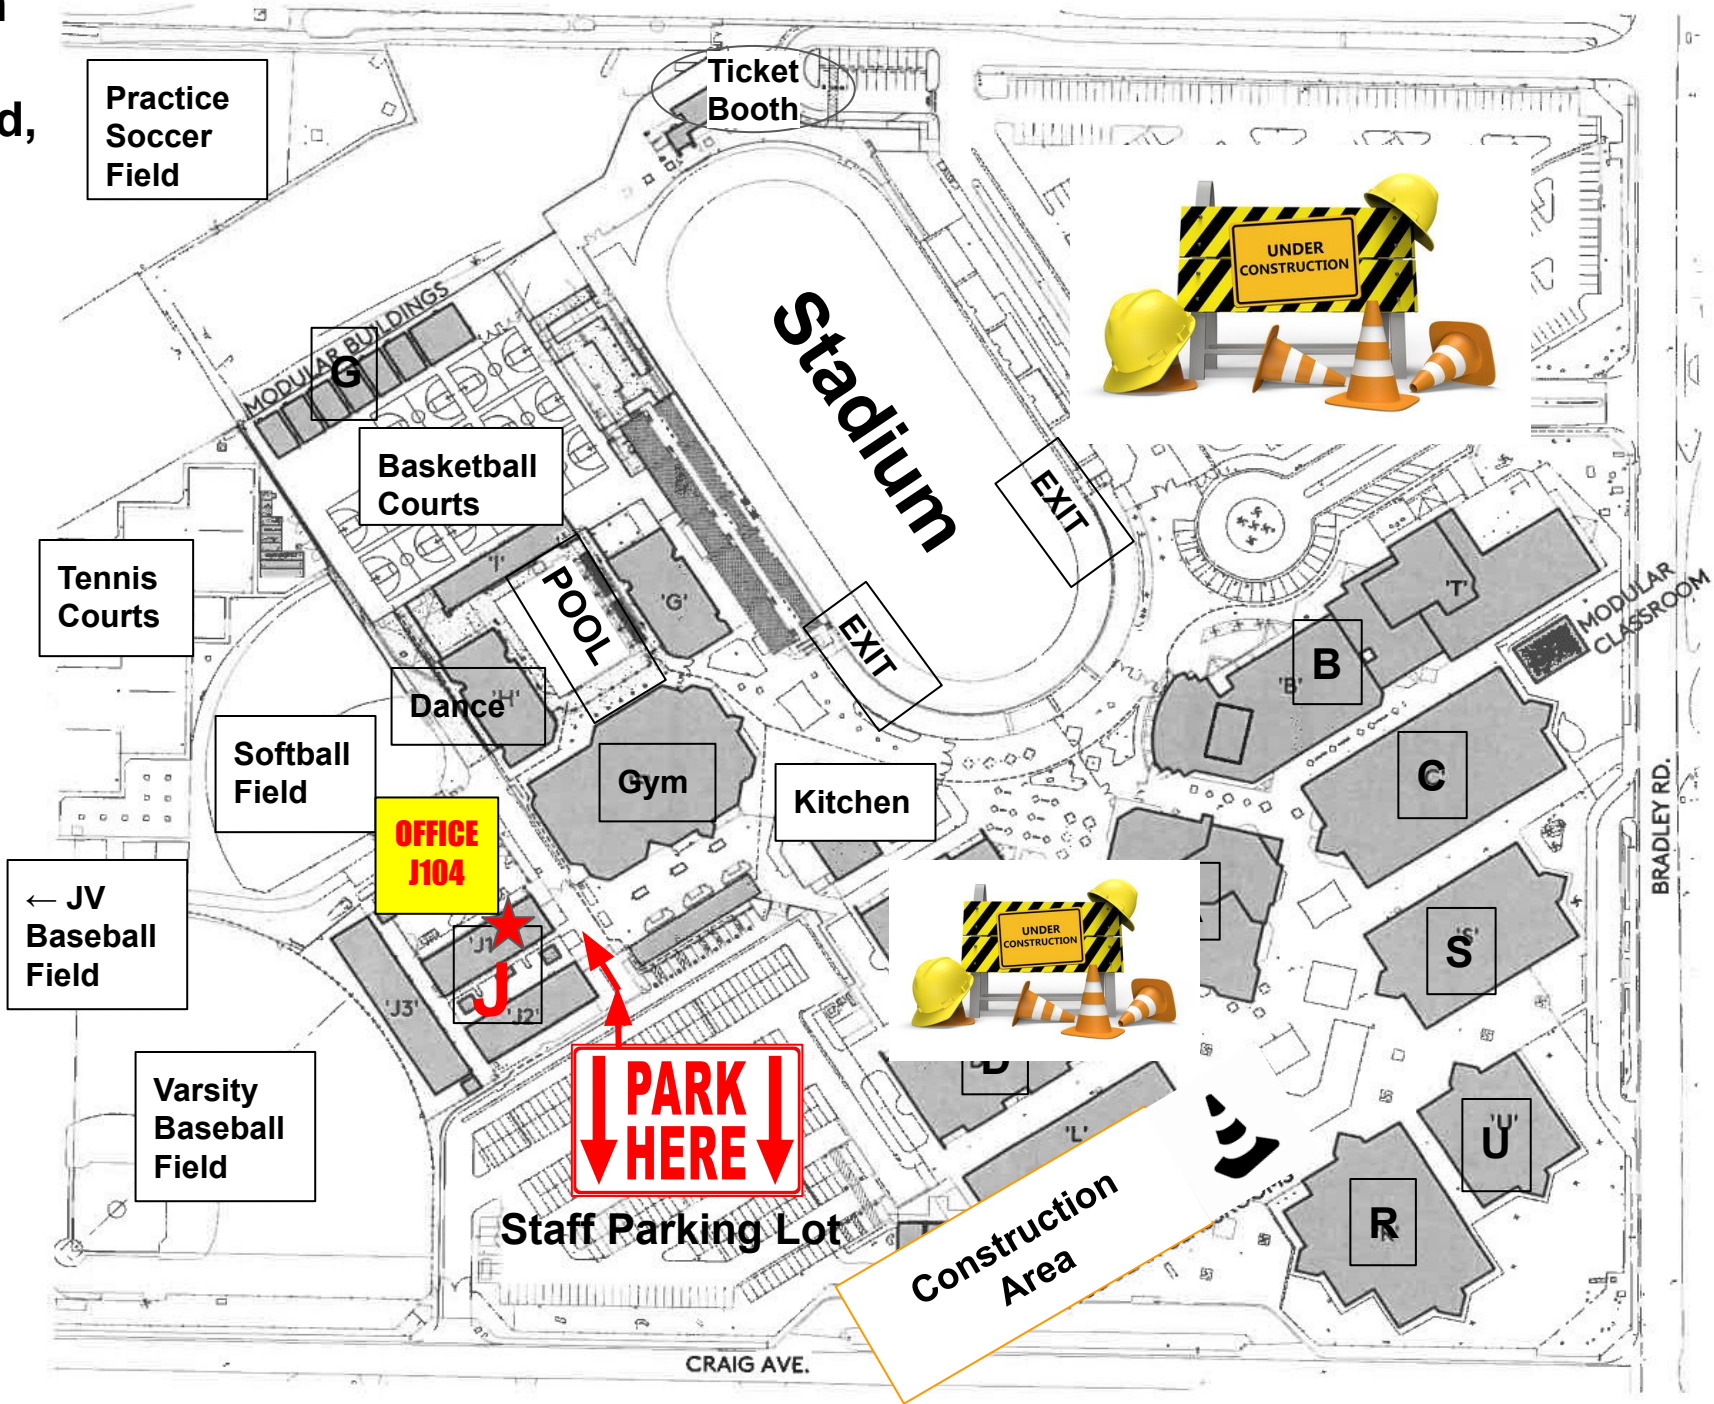 d,
Practice
Soccer
Field
Ticket
Booth
UNDER
CONSTRUCTION
MODULAR BUILDINGS
G
Stadium
Basketball
Courts
EXIT
EXIT
Tennis
Courts
'I'
POOL
'G'
'T'
MODULAR
CLASSROOM
B
'B'
Dance
'H'
Softball
Field
Gym
Kitchen
C
BRADLEY RD.
OFFICE
J104
← JV
Baseball
Field
'J1'
J
'J2'
'J3'
UNDER
CONSTRUCTION
S
'S'
PARK
HERE
D
'L'
Varsity
Baseball
Field
'U'
U
R
Staff Parking Lot
Construction
Area
CRAIG AVE.